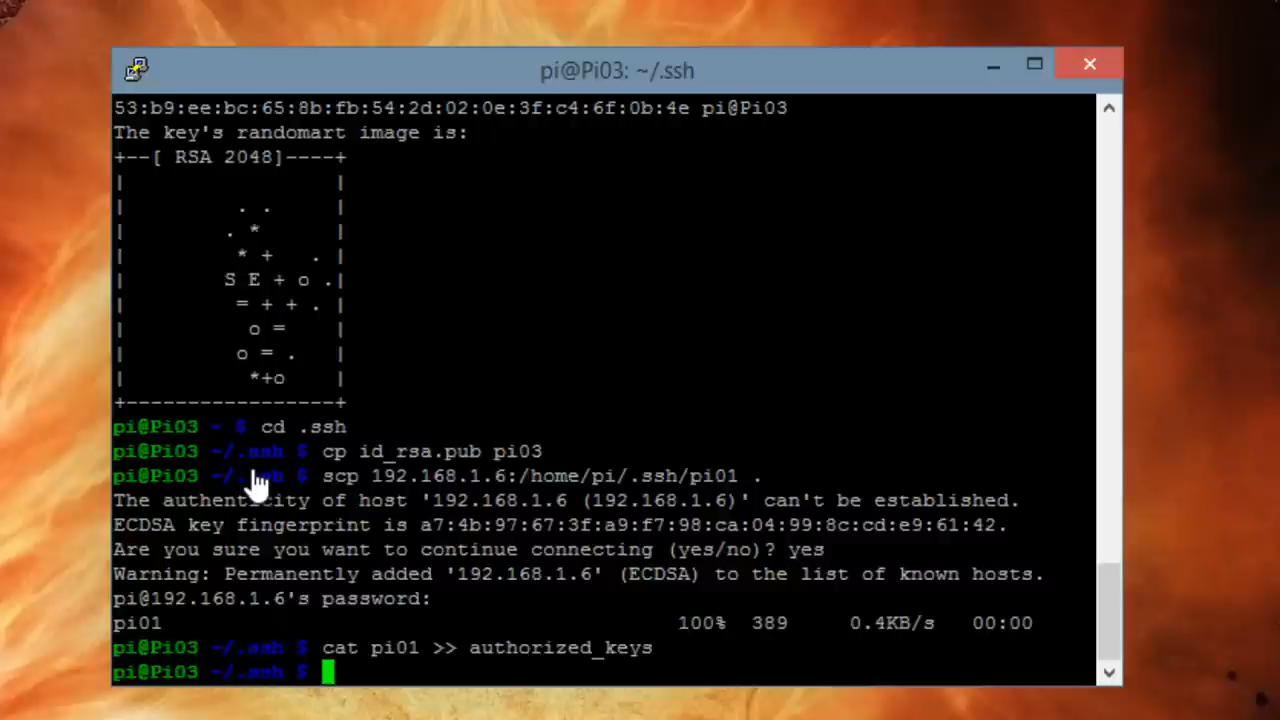 pi@Pi03: ~/.ssh
53:b9:ee:bc:65:8b:fb:54:2d:02:0e:3f:c4:6f:0b:4e pi@Pi03
The key's randomart image is:
+--[ RSA 2048]----+
|                 |
|          . .    |
|         . *     |
|          * +   . |
|         S E + o .|
|          = + + . |
|           o =    |
|          o = .   |
|           *+o    |
+-----------------+
pi@Pi03 ~ $ cd .ssh
pi@Pi03 ~/.ssh $ cp id_rsa.pub pi03
pi@Pi03 ~/.ssh $ scp 192.168.1.6:/home/pi/.ssh/pi01 .
The authenticity of host '192.168.1.6 (192.168.1.6)' can't be established.
ECDSA key fingerprint is a7:4b:97:67:3f:a9:f7:98:ca:04:99:8c:cd:e9:61:42.
Are you sure you want to continue connecting (yes/no)? yes
Warning: Permanently added '192.168.1.6' (ECDSA) to the list of known hosts.
pi@192.168.1.6's password:
pi01 100% 389 0.4KB/s 00:00
pi@Pi03 ~/.ssh $ cat pi01 >> authorized_keys
pi@Pi03 ~/.ssh $